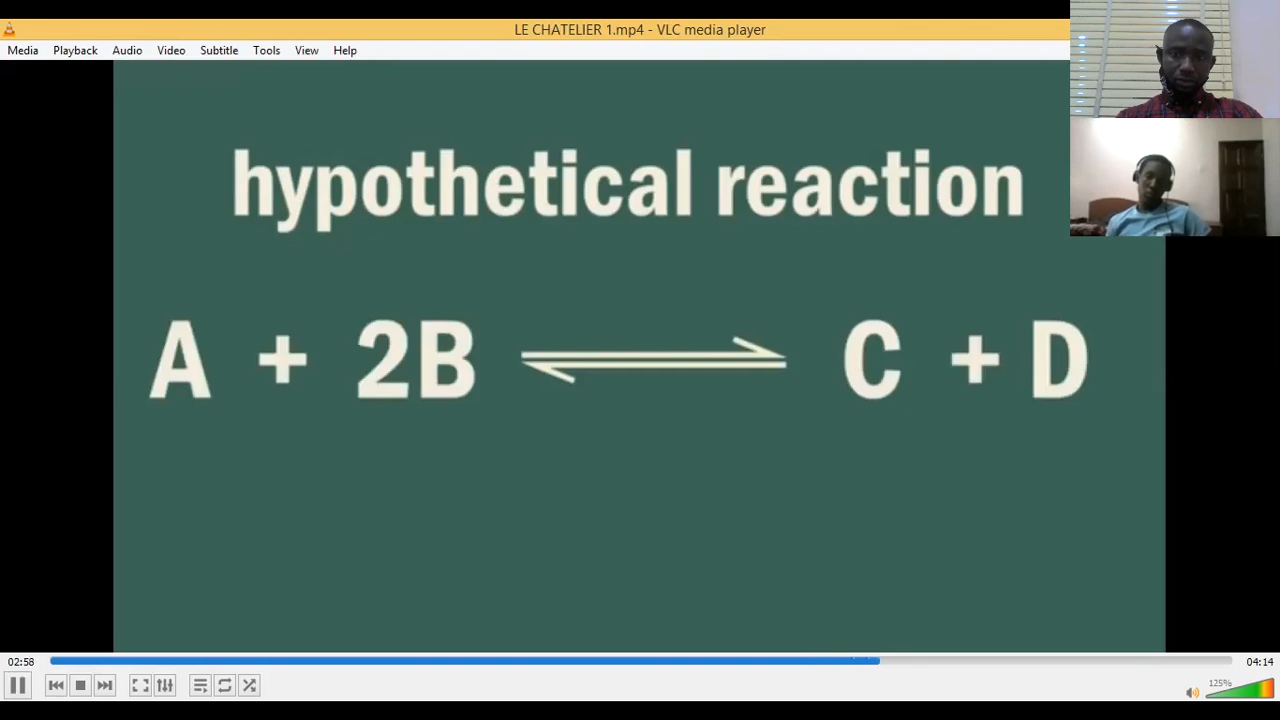 LE CHATELIER 1.mp4 - VLC media player
Media Playback Audio Video Subtitle Tools View Help
hypothetical reaction
A + 2B ⇌ C + D
02:58 04:14
125%